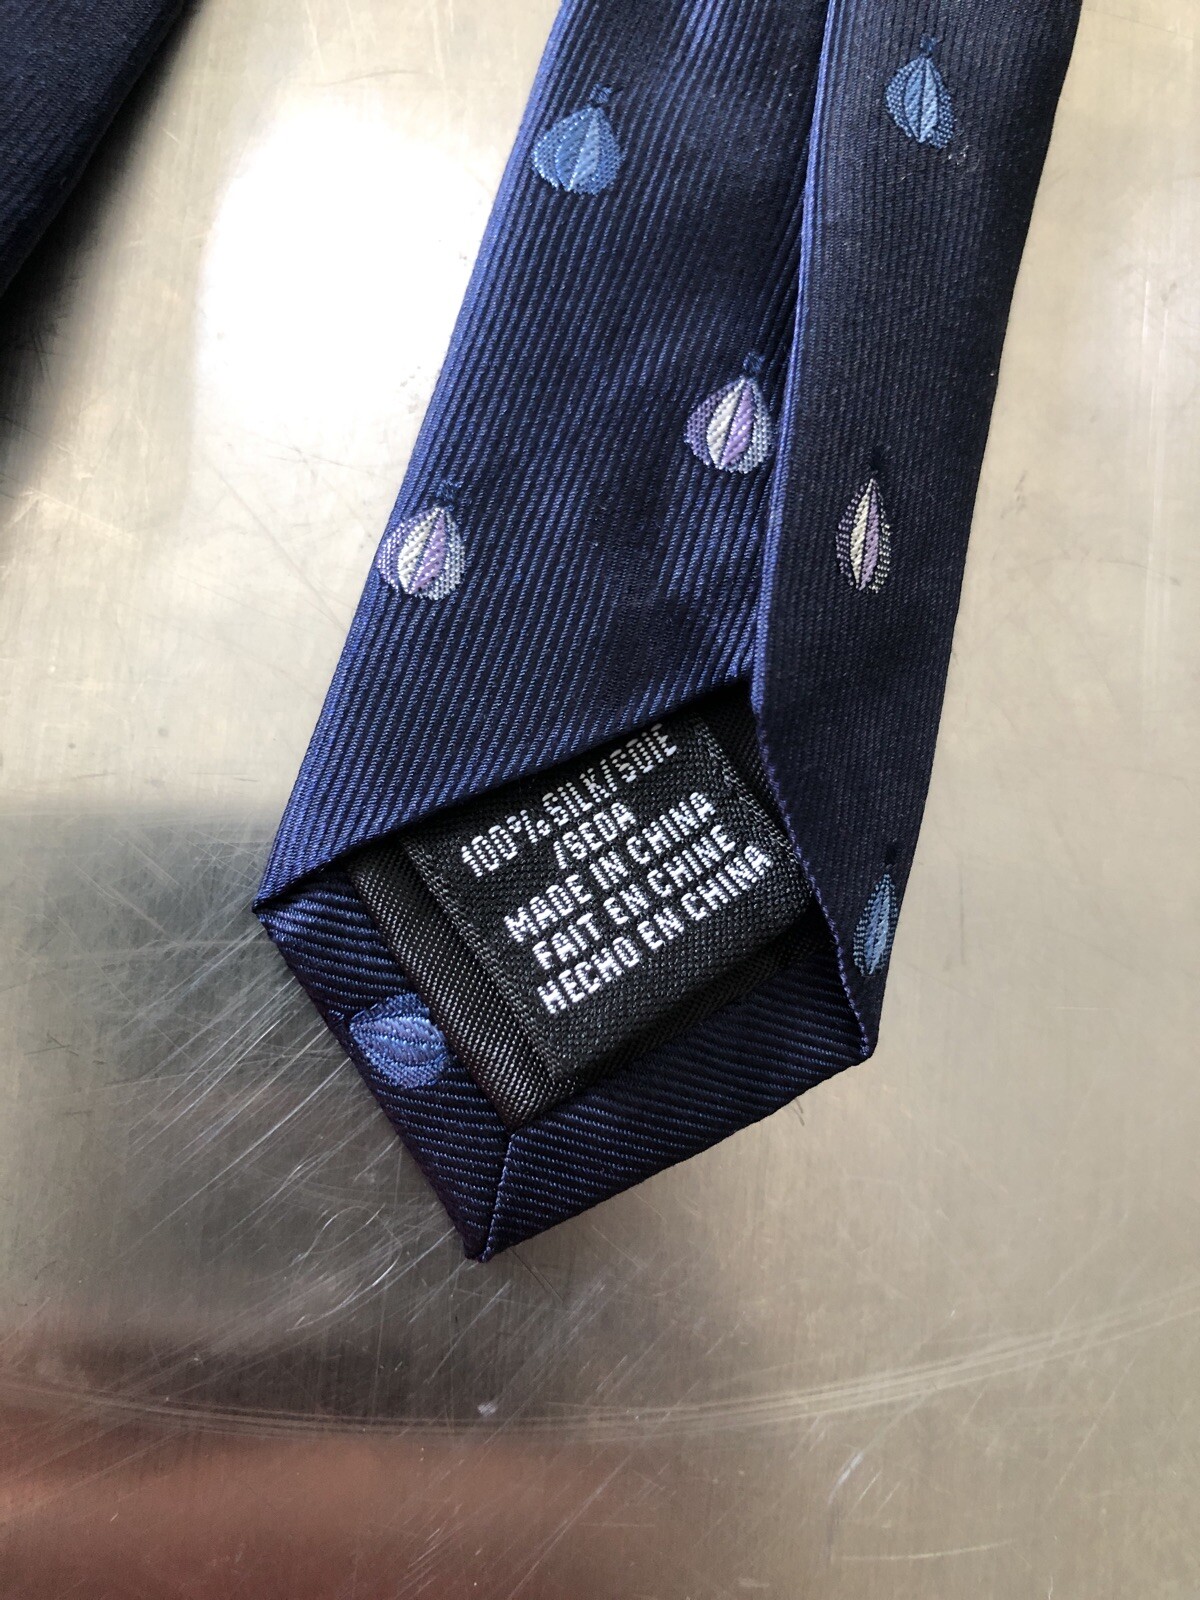 100% SILK/SOIE
/SEDA
MADE IN CHINA
FAIT EN CHINE
HECHO EN CHINA